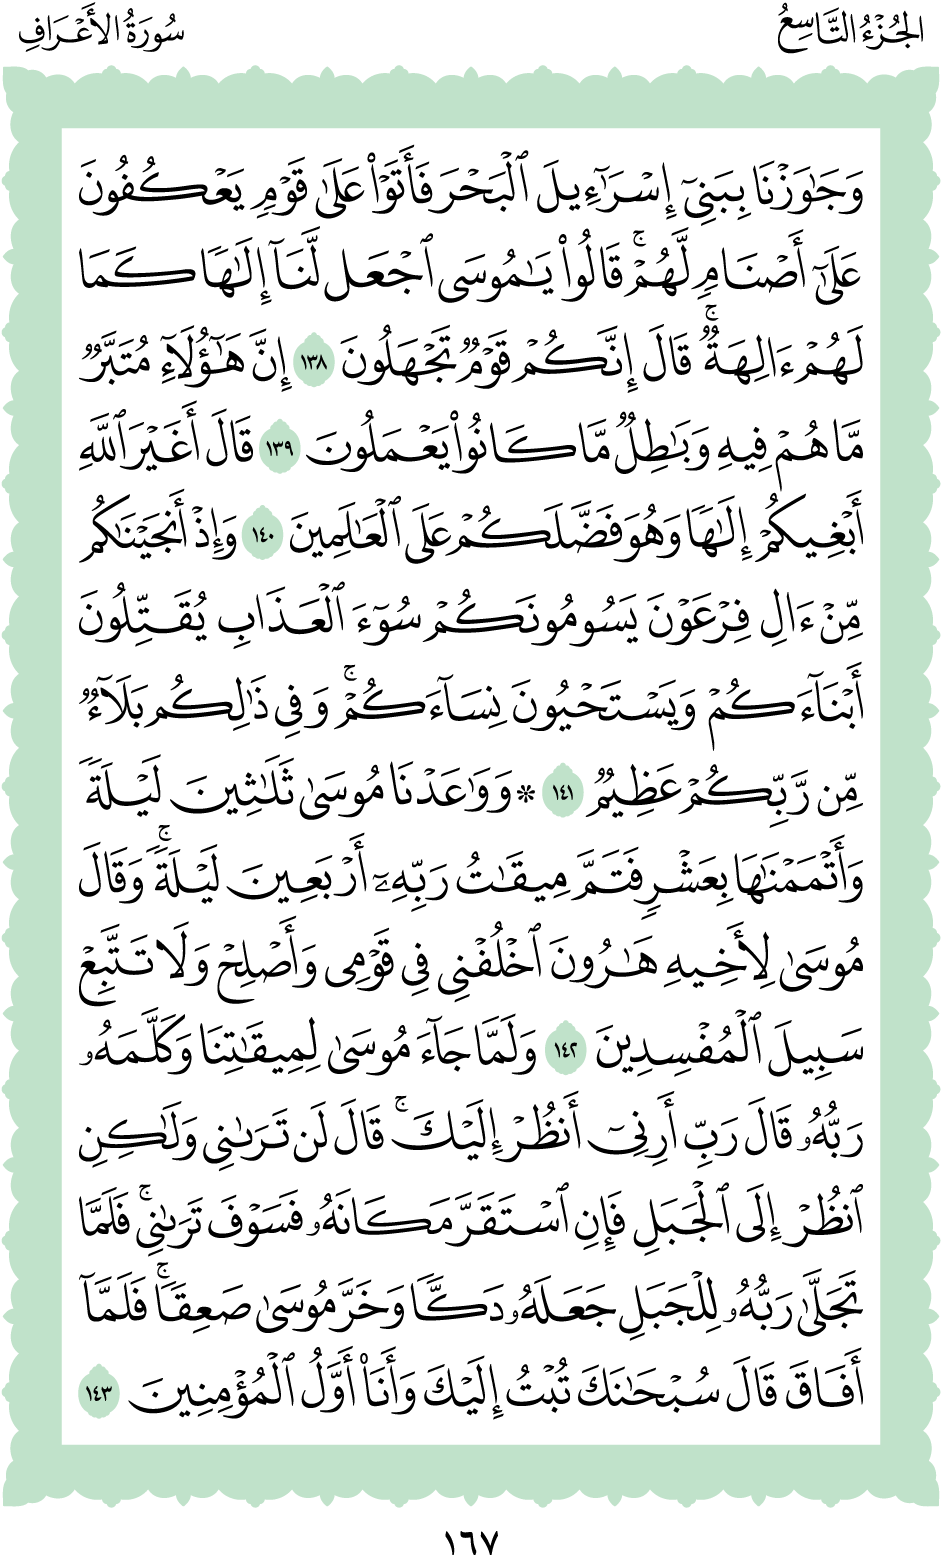 الجُزْءُ التَّاسِعُ
سُورَةُ الأَعْرَافِ
وَجَٰوَزْنَا بِبَنِىٓ إِسْرَٰٓءِيلَ ٱلْبَحْرَ فَأَتَوْا۟ عَلَىٰ قَوْمٍ يَعْكُفُونَ
عَلَىٰٓ أَصْنَامٍ لَّهُمْ ۚ قَالُوا۟ يَٰمُوسَى ٱجْعَل لَّنَآ إِلَٰهًا كَمَا
لَهُمْ ءَالِهَةٌ ۚ قَالَ إِنَّكُمْ قَوْمٌ تَجْهَلُونَ ١٣٨ إِنَّ هَٰٓؤُلَآءِ مُتَبَّرٌ
مَّا هُمْ فِيهِ وَبَٰطِلٌ مَّا كَانُوا۟ يَعْمَلُونَ ١٣٩ قَالَ أَغَيْرَ ٱللَّهِ
أَبْغِيكُمْ إِلَٰهًا وَهُوَ فَضَّلَكُمْ عَلَى ٱلْعَٰلَمِينَ ١٤٠ وَإِذْ أَنجَيْنَٰكُم
مِّنْ ءَالِ فِرْعَوْنَ يَسُومُونَكُمْ سُوٓءَ ٱلْعَذَابِ يُقَتِّلُونَ
أَبْنَآءَكُمْ وَيَسْتَحْيُونَ نِسَآءَكُمْ ۚ وَفِى ذَٰلِكُم بَلَآءٌ
مِّن رَّبِّكُمْ عَظِيمٌ ١٤١ ۞ وَوَٰعَدْنَا مُوسَىٰ ثَلَٰثِينَ لَيْلَةً
وَأَتْمَمْنَٰهَا بِعَشْرٍ فَتَمَّ مِيقَٰتُ رَبِّهِۦٓ أَرْبَعِينَ لَيْلَةً ۚ وَقَالَ
مُوسَىٰ لِأَخِيهِ هَٰرُونَ ٱخْلُفْنِى فِى قَوْمِى وَأَصْلِحْ وَلَا تَتَّبِعْ
سَبِيلَ ٱلْمُفْسِدِينَ ١٤٢ وَلَمَّا جَآءَ مُوسَىٰ لِمِيقَٰتِنَا وَكَلَّمَهُۥ
رَبُّهُۥ قَالَ رَبِّ أَرِنِىٓ أَنظُرْ إِلَيْكَ ۚ قَالَ لَن تَرَىٰنِى وَلَٰكِنِ
ٱنظُرْ إِلَى ٱلْجَبَلِ فَإِنِ ٱسْتَقَرَّ مَكَانَهُۥ فَسَوْفَ تَرَىٰنِى ۚ فَلَمَّا
تَجَلَّىٰ رَبُّهُۥ لِلْجَبَلِ جَعَلَهُۥ دَكًّا وَخَرَّ مُوسَىٰ صَعِقًا ۚ فَلَمَّآ
أَفَاقَ قَالَ سُبْحَٰنَكَ تُبْتُ إِلَيْكَ وَأَنَا۠ أَوَّلُ ٱلْمُؤْمِنِينَ ١٤٣
١٦٧